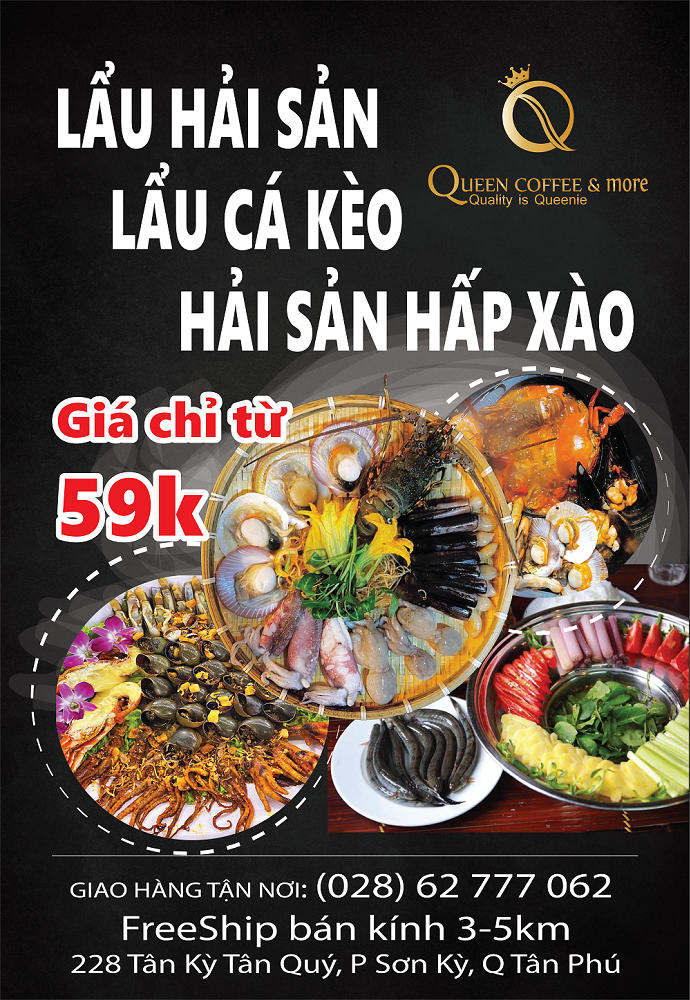 LẨU HẢI SẢN
LẨU CÁ KÈO
HẢI SẢN HẤP XÀO
QUEEN COFFEE & more
Quality is Queenie
Giá chỉ từ
59k
GIAO HÀNG TẬN NƠI: (028) 62 777 062
FreeShip bán kính 3-5km
228 Tân Kỳ Tân Quý, P Sơn Kỳ, Q Tân Phú